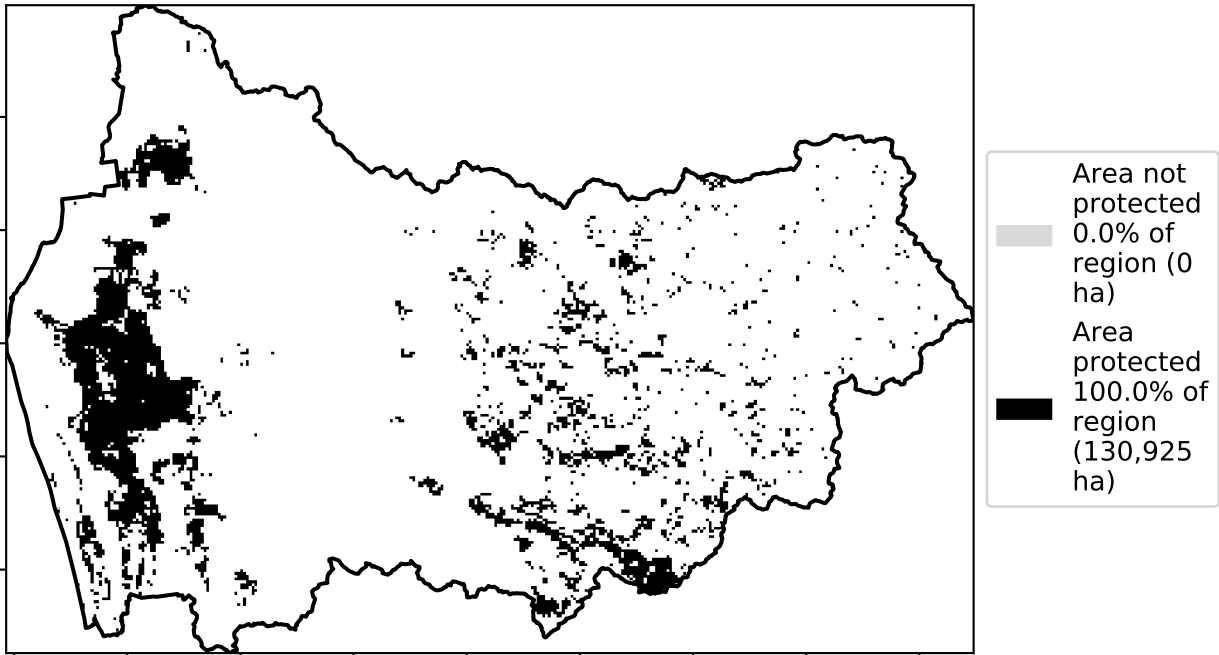 Area not
protected
0.0% of
region (0
ha)
Area
protected
100.0% of
region
(130,925
ha)